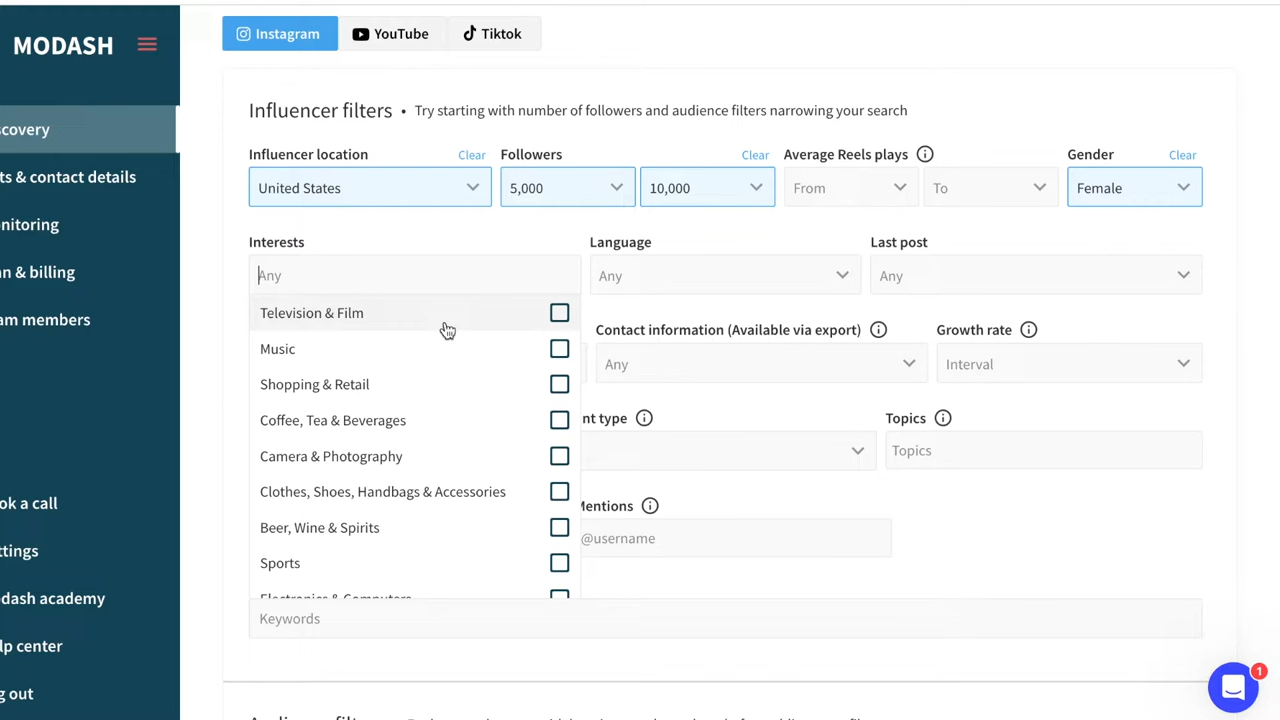 MODASH
Instagram
YouTube
Tiktok
Influencer filters • Try starting with number of followers and audience filters narrowing your search
Influencer location Clear
Followers Clear
Average Reels plays
Gender Clear
United States
5,000
10,000
From
To
Female
Interests
Language
Last post
Any
Any
Any
Television & Film
Music
Shopping & Retail
Coffee, Tea & Beverages
Camera & Photography
Clothes, Shoes, Handbags & Accessories
Beer, Wine & Spirits
Sports
Electronics & Computers
Contact information (Available via export)
Growth rate
Any
Interval
nt type
Topics
Topics
Mentions
@username
Keywords
scovery
ts & contact details
nitoring
n & billing
am members
ok a call
ttings
dash academy
lp center
g out
1